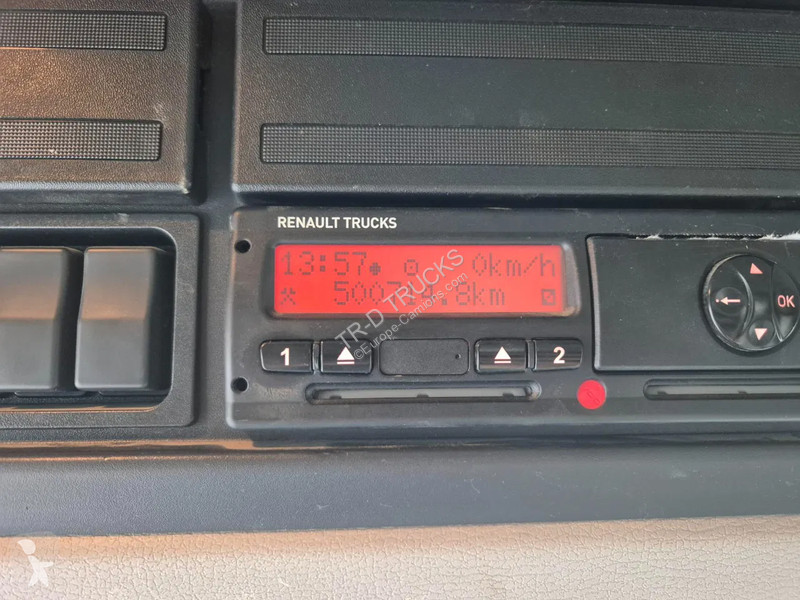 RENAULT TRUCKS
13:57 0km/h
km
1 2 OK
TR-D TRUCKS
©Europe-Camions.com